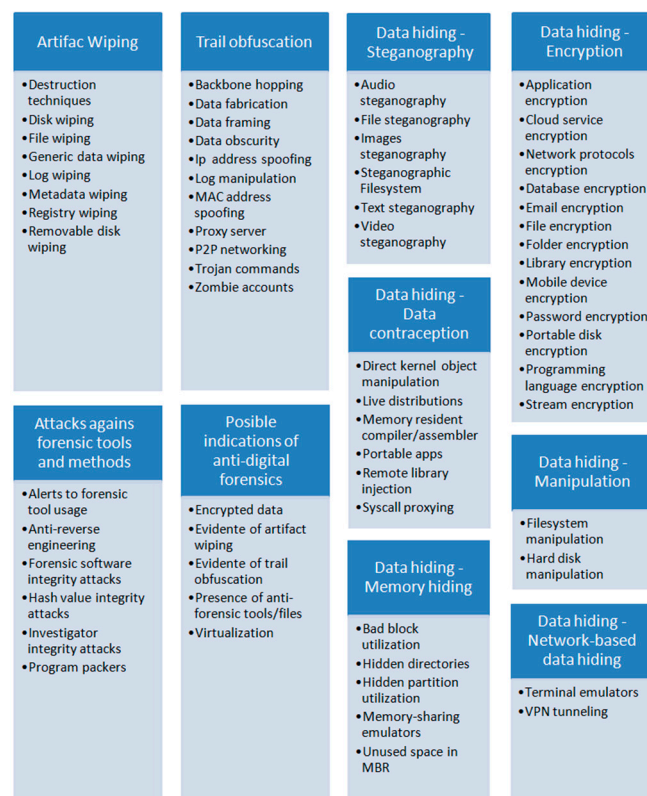 Artifac Wiping
•Destruction
techniques
•Disk wiping
•File wiping
•Generic data wiping
•Log wiping
•Metadata wiping
•Registry wiping
•Removable disk
wiping
Trail obfuscation
•Backbone hopping
•Data fabrication
•Data framing
•Data obscurity
•Ip address spoofing
•Log manipulation
•MAC address
spoofing
•Proxy server
•P2P networking
•Trojan commands
•Zombie accounts
Data hiding -
Steganography
•Audio
steganography
•File steganography
•Images
steganography
•Steganographic
Filesystem
•Text steganography
•Video
steganography
Data hiding -
Encryption
•Application
encryption
•Cloud service
encryption
•Network protocols
encryption
•Database encryption
•Email encryption
•File encryption
•Folder encryption
•Library encryption
•Mobile device
encryption
•Password encryption
•Portable disk
encryption
•Programming
language encryption
•Stream encryption
Data hiding -
Data
contraception
•Direct kernel object
manipulation
•Live distributions
•Memory resident
compiler/assembler
•Portable apps
•Remote library
injection
•Syscall proxying
Attacks agains
forensic tools
and methods
•Alerts to forensic
tool usage
•Anti-reverse
engineering
•Forensic software
integrity attacks
•Hash value integrity
attacks
•Investigator
integrity attacks
•Program packers
Posible
indications of
anti-digital
forensics
•Encrypted data
•Evidente of artifact
wiping
•Evidente of trail
obfuscation
•Presence of anti-
forensic tools/files
•Virtualization
Data hiding -
Manipulation
•Filesystem
manipulation
•Hard disk
manipulation
Data hiding -
Memory hiding
•Bad block
utilization
•Hidden directories
•Hidden partition
utilization
•Memory-sharing
emulators
•Unused space in
MBR
Data hiding -
Network-based
data hiding
•Terminal emulators
•VPN tunneling